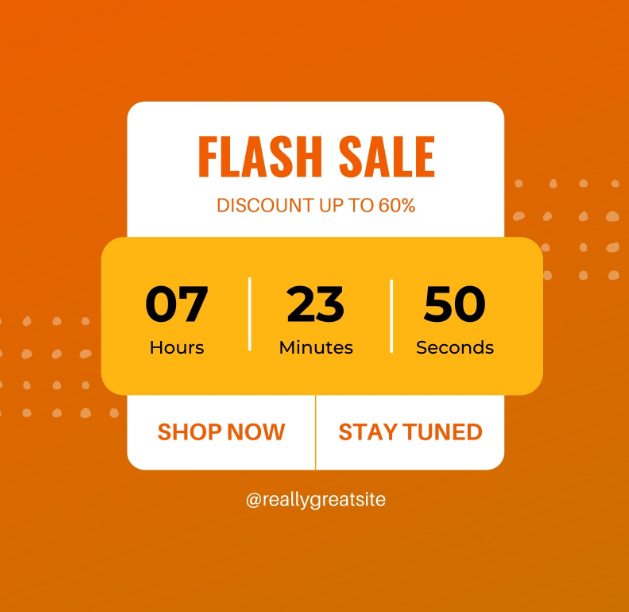 FLASH SALE
DISCOUNT UP TO 60%
07 23 50
Hours Minutes Seconds
SHOP NOW STAY TUNED
@reallygreatsite